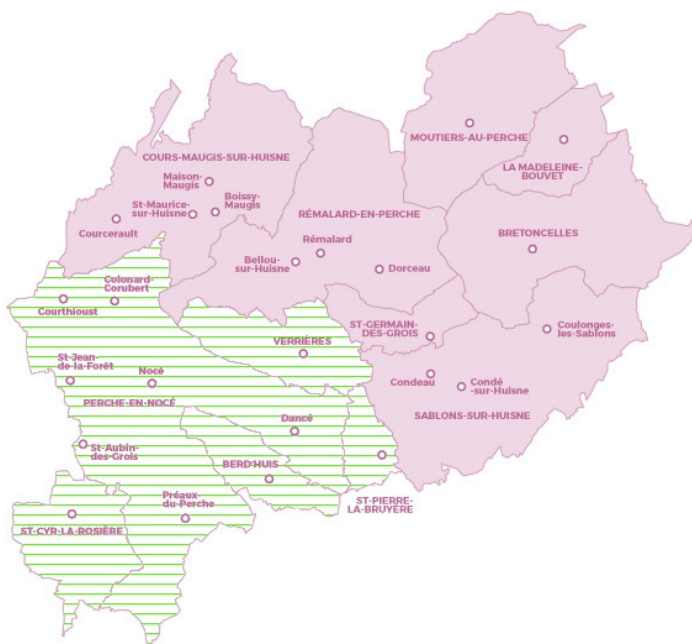 MOUTIERS-AU-PERCHE
COURS-MAUGIS-SUR-HUISNE
LA MADELEINE-
BOUVET
Maison-
Maugis
St-Maurice-
sur-Huisne
Boissy-
Maugis
Courcerault
RÉMALARD-EN-PERCHE
BRETONCELLES
Rémalard
Bellou-
sur-Huisne
Dorceau
Colonard-
Corubert
Courthioust
ST-GERMAIN-
DES-GROIS
Coulonges-
les-Sablons
VERRIÈRES
St-Jean-
de-la-Forêt
Nocé
Condeau
Condé
-sur-Huisne
PERCHE-EN-NOCÉ
SABLONS-SUR-HUISNE
Dancé
St-Aubin-
des-Grois
BERD'HUIS
Préaux-
du-Perche
ST-PIERRE-
LA-BRUYÈRE
ST-CYR-LA-ROSIÈRE